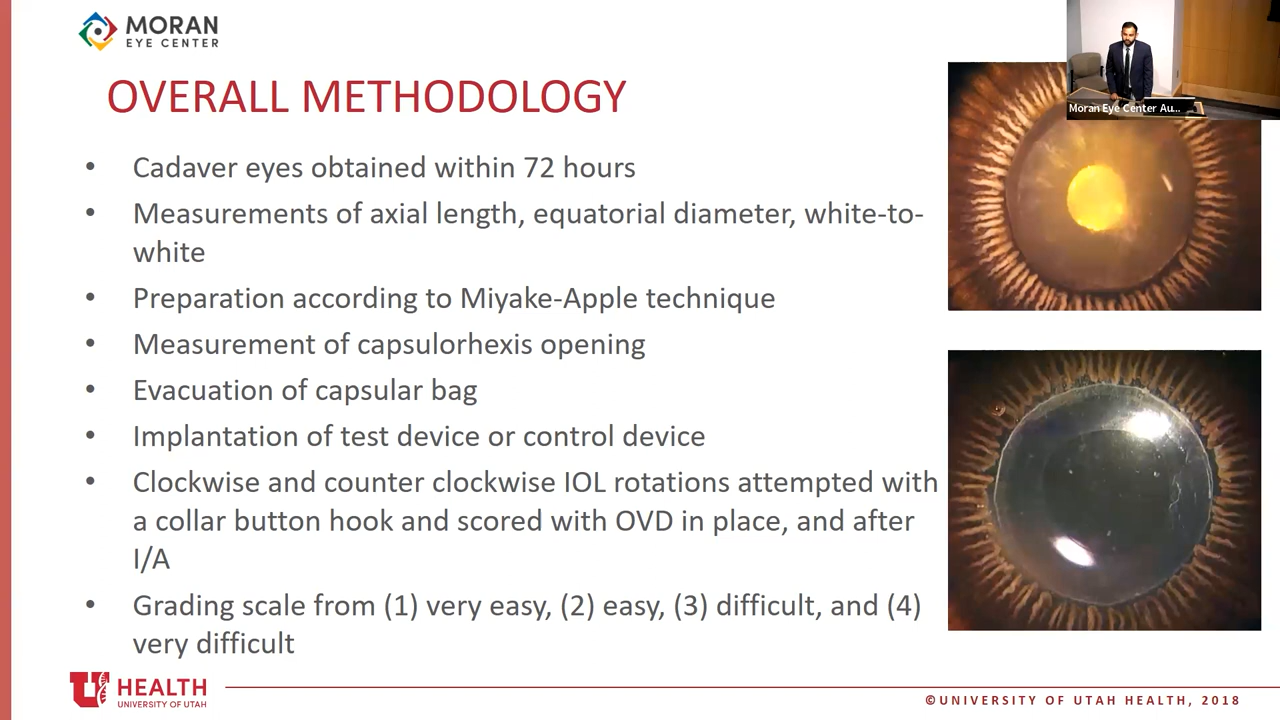 MORAN
EYE CENTER
OVERALL METHODOLOGY
• Cadaver eyes obtained within 72 hours
• Measurements of axial length, equatorial diameter, white-to-
white
• Preparation according to Miyake-Apple technique
• Measurement of capsulorhexis opening
• Evacuation of capsular bag
• Implantation of test device or control device
• Clockwise and counter clockwise IOL rotations attempted with
a collar button hook and scored with OVD in place, and after
I/A
• Grading scale from (1) very easy, (2) easy, (3) difficult, and (4)
very difficult
Moran Eye Center Au...
U HEALTH
UNIVERSITY OF UTAH
©UNIVERSITY OF UTAH HEALTH, 2018